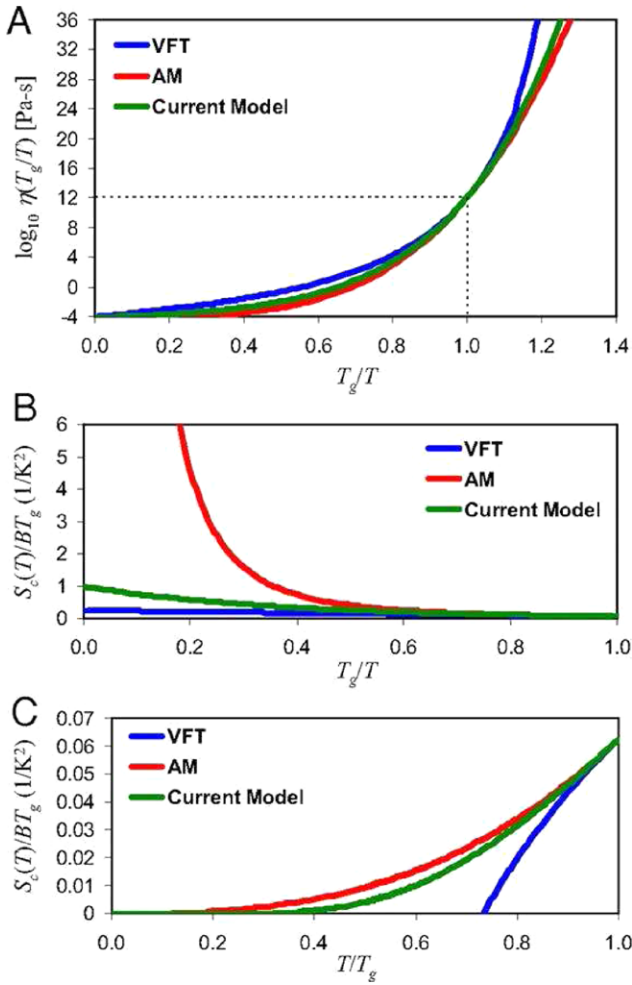 A
36
32
28
24
20
16
12
8
4
0
-4
log₁₀ η(Tg/T) [Pa-s]
VFT
AM
Current Model
0.0 0.2 0.4 0.6 0.8 1.0 1.2 1.4
Tg/T
B
6
5
4
3
2
1
0
Sc(T)/BTg (1/K²)
VFT
AM
Current Model
0.0 0.2 0.4 0.6 0.8 1.0
Tg/T
C
0.07
0.06
0.05
0.04
0.03
0.02
0.01
0
Sc(T)/BTg (1/K²)
VFT
AM
Current Model
0.0 0.2 0.4 0.6 0.8 1.0
T/Tg